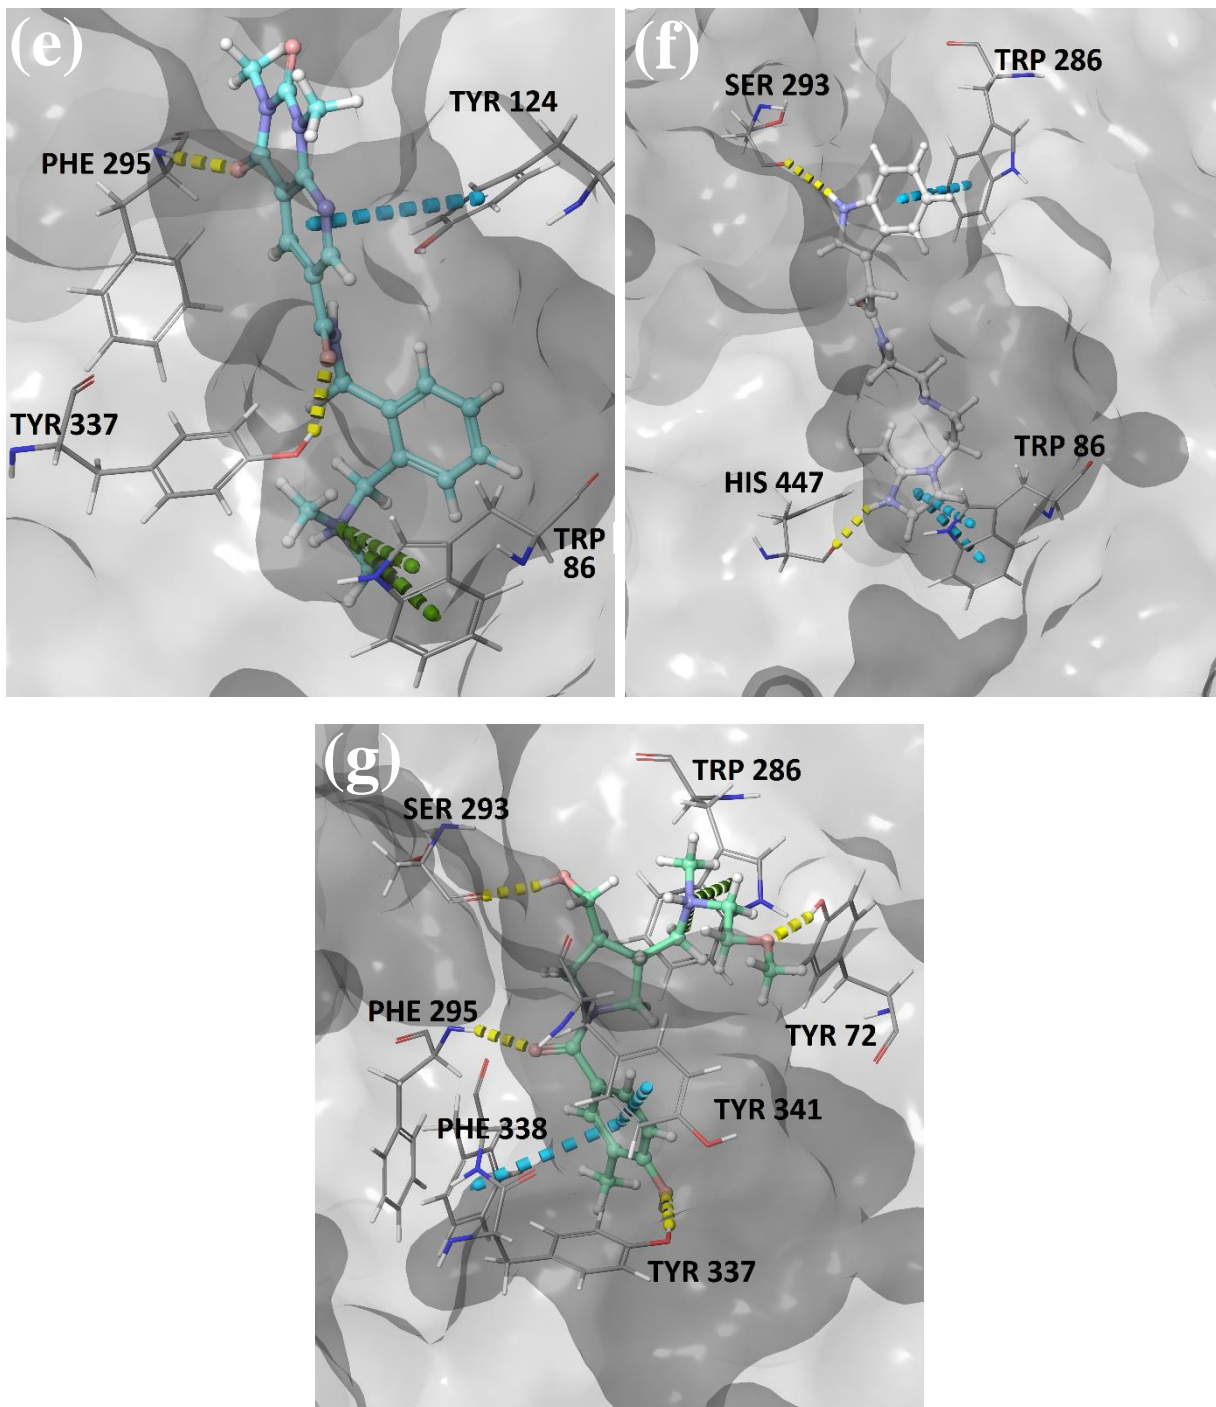 (e)
TYR 124
PHE 295
TYR 337
TRP
86
(f)
TRP 286
SER 293
TRP 86
HIS 447
(g)
TRP 286
SER 293
PHE 295
TYR 72
TYR 341
PHE 338
TYR 337